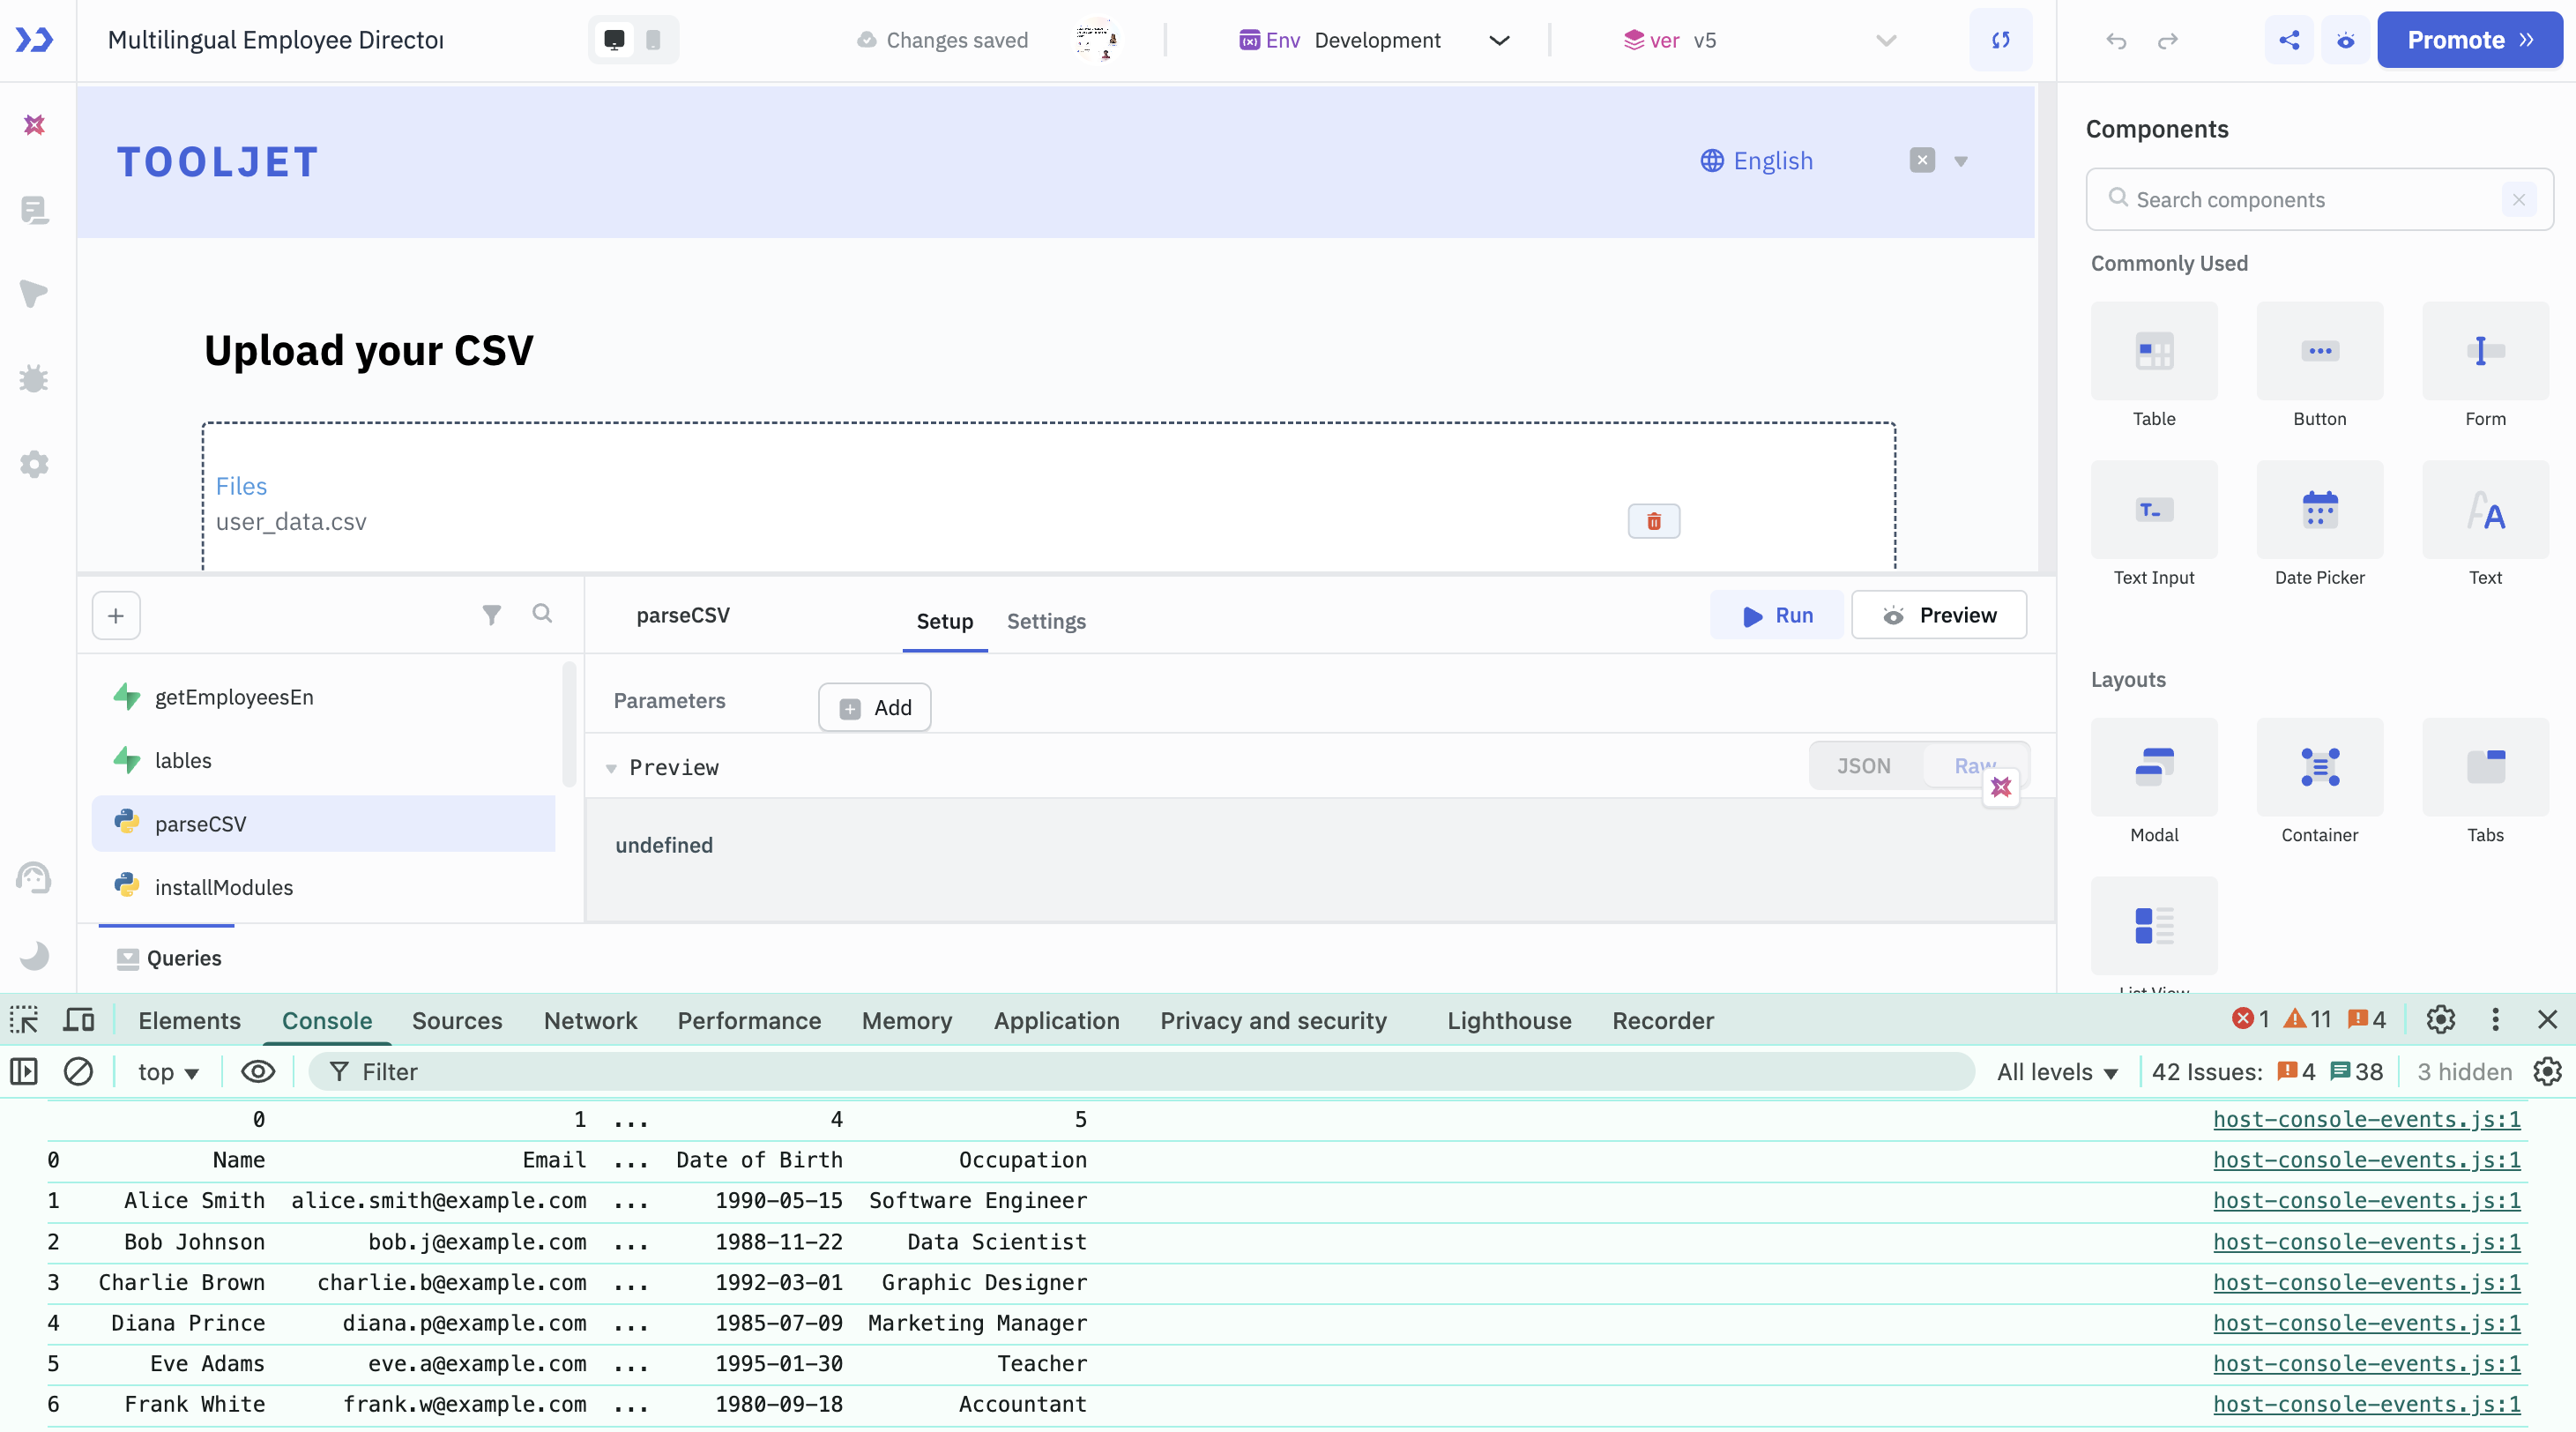 Multilingual Employee Director
Changes saved
Env Development
ver v5
Promote
TOOLJET
English
Upload your CSV
Files
user_data.csv
Components
Search components
Commonly Used
Table Button Form
Text Input Date Picker Text
Layouts
Modal Container Tabs
List View
parseCSV Setup Settings Run Preview
getEmployeesEn
lables
parseCSV
installModules
Queries
Parameters Add
Preview JSON Raw
undefined
Elements Console Sources Network Performance Memory Application Privacy and security Lighthouse Recorder 1 11 4
top Filter All levels 42 Issues: 4 38 3 hidden
0 1 ... 4 5 host-console-events.js:1
0 Name Email ... Date of Birth Occupation host-console-events.js:1
1 Alice Smith alice.smith@example.com ... 1990-05-15 Software Engineer host-console-events.js:1
2 Bob Johnson bob.j@example.com ... 1988-11-22 Data Scientist host-console-events.js:1
3 Charlie Brown charlie.b@example.com ... 1992-03-01 Graphic Designer host-console-events.js:1
4 Diana Prince diana.p@example.com ... 1985-07-09 Marketing Manager host-console-events.js:1
5 Eve Adams eve.a@example.com ... 1995-01-30 Teacher host-console-events.js:1
6 Frank White frank.w@example.com ... 1980-09-18 Accountant host-console-events.js:1